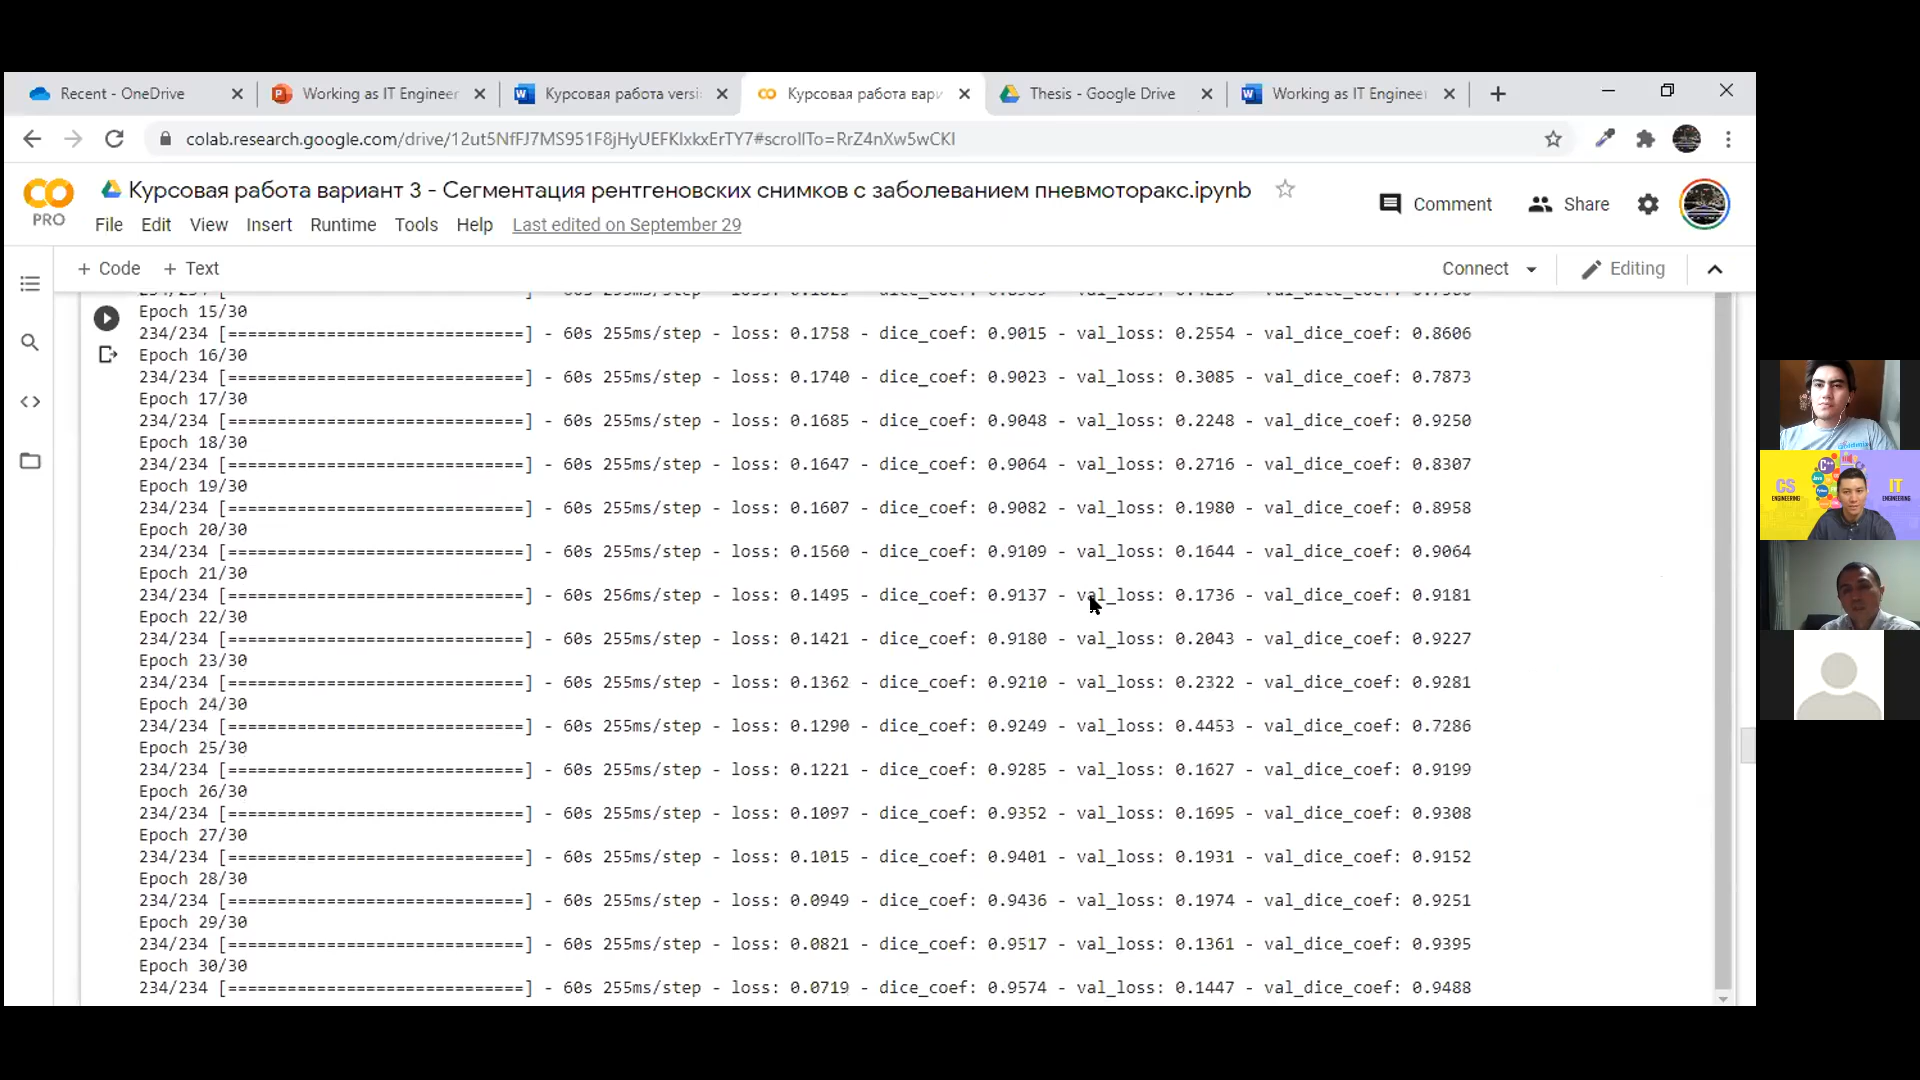 Recent - OneDrive
Working as IT Engineer
Курсовая работа versi
Курсовая работа вари
Thesis - Google Drive
Working as IT Enginee
colab.research.google.com/drive/12ut5NfFJ7MS951F8jHyUEFKlxkxErTY7#scrollTo=RrZ4nXw5wCKI
CO
PRO
Курсовая работа вариант 3 - Сегментация рентгеновских снимков с заболеванием пневмоторакс.ipynb
Comment
Share
File Edit View Insert Runtime Tools Help Last edited on September 29
+ Code + Text
Connect
Editing
Epoch 15/30
234/234 [==============================] - 60s 255ms/step - loss: 0.1758 - dice_coef: 0.9015 - val_loss: 0.2554 - val_dice_coef: 0.8606
Epoch 16/30
234/234 [==============================] - 60s 255ms/step - loss: 0.1740 - dice_coef: 0.9023 - val_loss: 0.3085 - val_dice_coef: 0.7873
Epoch 17/30
234/234 [==============================] - 60s 255ms/step - loss: 0.1685 - dice_coef: 0.9048 - val_loss: 0.2248 - val_dice_coef: 0.9250
Epoch 18/30
234/234 [==============================] - 60s 255ms/step - loss: 0.1647 - dice_coef: 0.9064 - val_loss: 0.2716 - val_dice_coef: 0.8307
Epoch 19/30
234/234 [==============================] - 60s 255ms/step - loss: 0.1607 - dice_coef: 0.9082 - val_loss: 0.1980 - val_dice_coef: 0.8958
Epoch 20/30
234/234 [==============================] - 60s 255ms/step - loss: 0.1560 - dice_coef: 0.9109 - val_loss: 0.1644 - val_dice_coef: 0.9064
Epoch 21/30
234/234 [==============================] - 60s 256ms/step - loss: 0.1495 - dice_coef: 0.9137 - val_loss: 0.1736 - val_dice_coef: 0.9181
Epoch 22/30
234/234 [==============================] - 60s 255ms/step - loss: 0.1421 - dice_coef: 0.9180 - val_loss: 0.2043 - val_dice_coef: 0.9227
Epoch 23/30
234/234 [==============================] - 60s 255ms/step - loss: 0.1362 - dice_coef: 0.9210 - val_loss: 0.2322 - val_dice_coef: 0.9281
Epoch 24/30
234/234 [==============================] - 60s 255ms/step - loss: 0.1290 - dice_coef: 0.9249 - val_loss: 0.4453 - val_dice_coef: 0.7286
Epoch 25/30
234/234 [==============================] - 60s 255ms/step - loss: 0.1221 - dice_coef: 0.9285 - val_loss: 0.1627 - val_dice_coef: 0.9199
Epoch 26/30
234/234 [==============================] - 60s 255ms/step - loss: 0.1097 - dice_coef: 0.9352 - val_loss: 0.1695 - val_dice_coef: 0.9308
Epoch 27/30
234/234 [==============================] - 60s 255ms/step - loss: 0.1015 - dice_coef: 0.9401 - val_loss: 0.1931 - val_dice_coef: 0.9152
Epoch 28/30
234/234 [==============================] - 60s 255ms/step - loss: 0.0949 - dice_coef: 0.9436 - val_loss: 0.1974 - val_dice_coef: 0.9251
Epoch 29/30
234/234 [==============================] - 60s 255ms/step - loss: 0.0821 - dice_coef: 0.9517 - val_loss: 0.1361 - val_dice_coef: 0.9395
Epoch 30/30
234/234 [==============================] - 60s 255ms/step - loss: 0.0719 - dice_coef: 0.9574 - val_loss: 0.1447 - val_dice_coef: 0.9488
CS
ENGINEERING
C++
IT
ENGINEERING